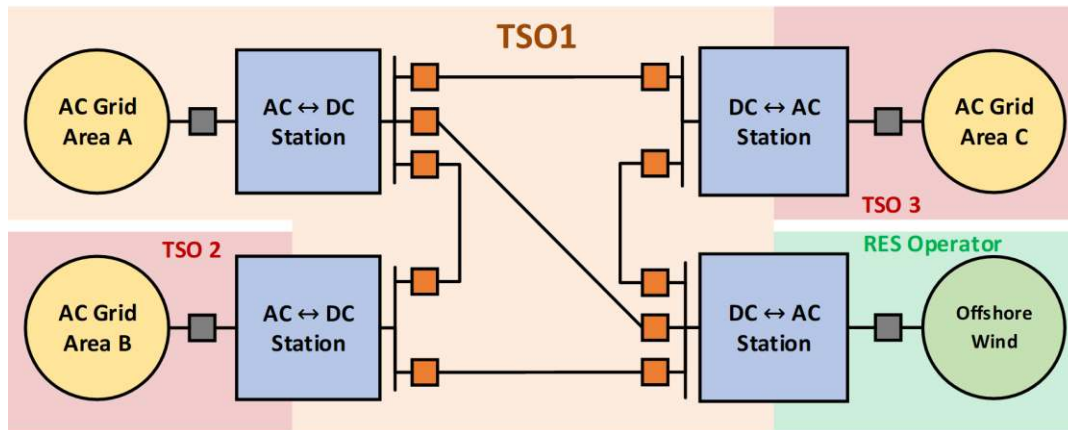 TSO1
AC Grid
Area A
AC ↔ DC
Station
DC ↔ AC
Station
AC Grid
Area C
TSO 3
TSO 2
RES Operator
AC Grid
Area B
AC ↔ DC
Station
DC ↔ AC
Station
Offshore
Wind